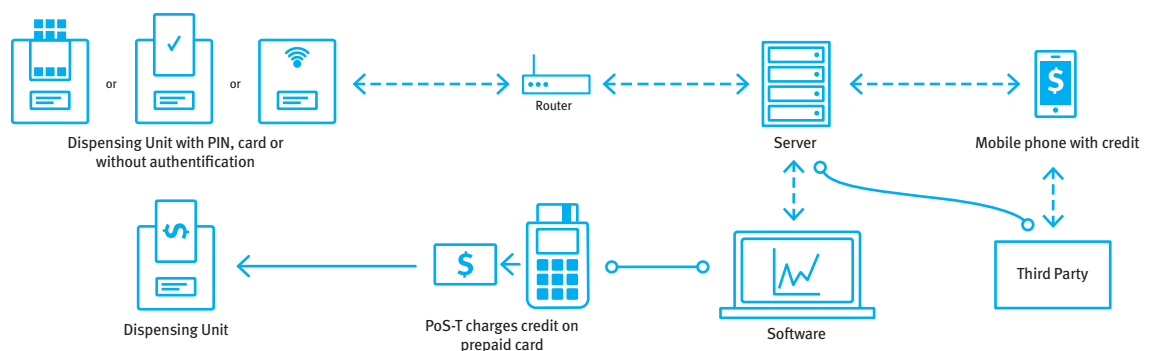 or
or
$
Router
Dispensing Unit with PIN, card or
without authentification
Server
Mobile phone with credit
$
$
Third Party
Dispensing Unit
PoS-T charges credit on
prepaid card
Software